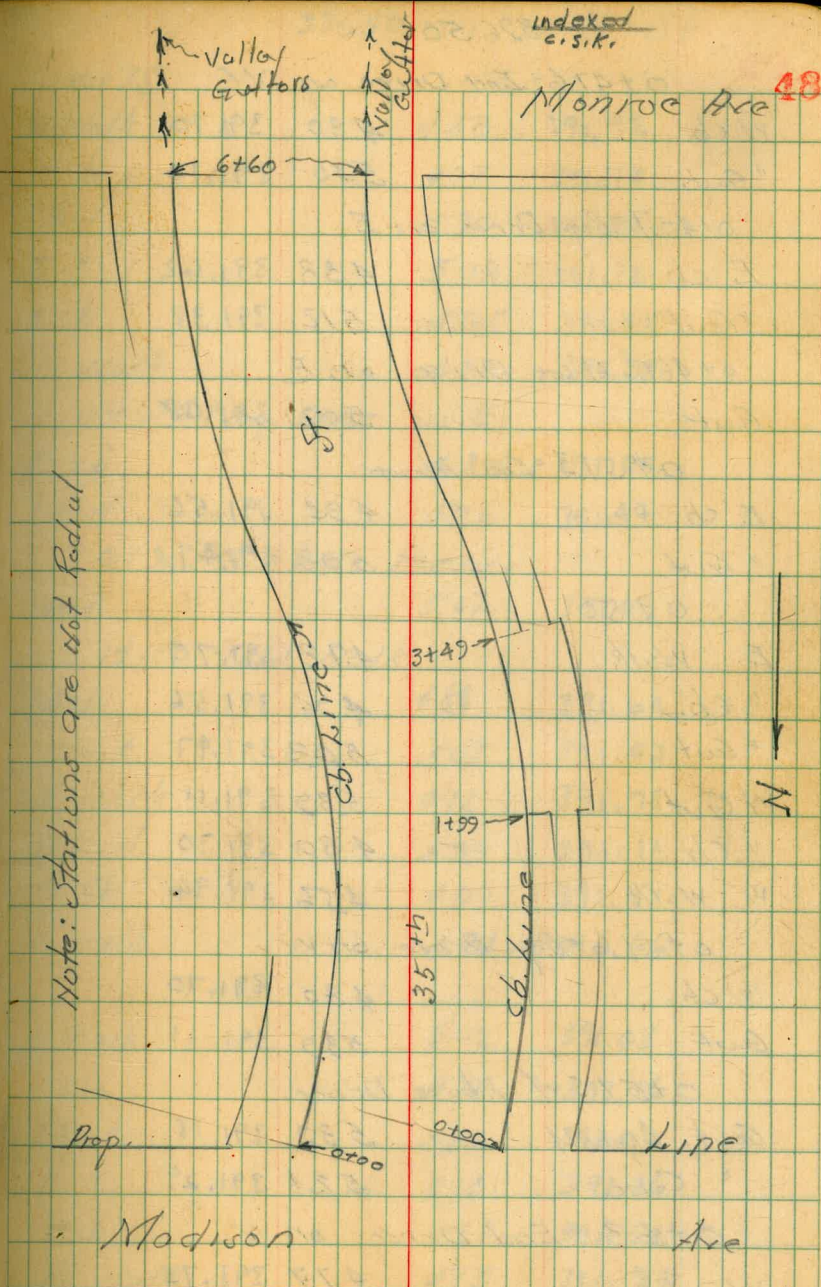 indexed
c.s.k.
48
Valley
Gutters
Valley
Gutter
Monroe Ave
6+60
St.
Note: Stations are Not Radial
3+49
Cb. Line
N
1+99
Cb. Line
35th
0+00
0+00
Prop. Line
Madison Ave